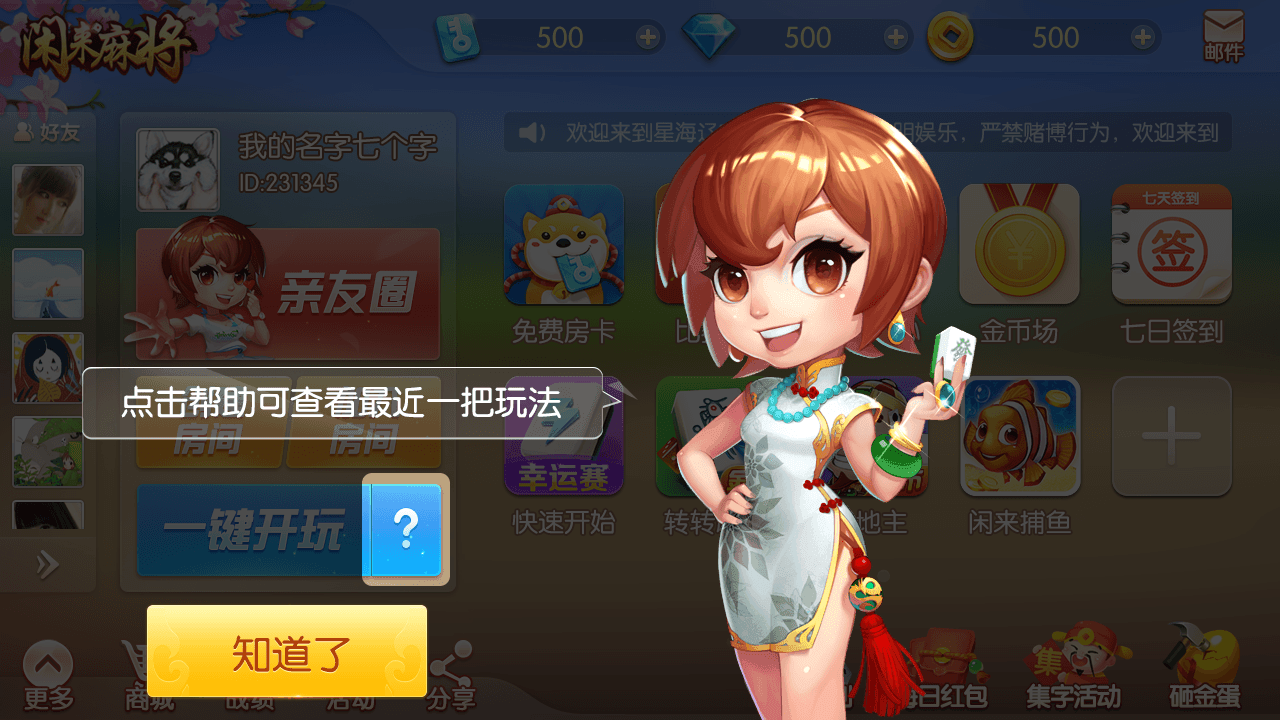 闲来麻将
500
500
500
邮件
好友
我的名字七个字
ID:231345
欢迎来到星海
明娱乐，严禁赌博行为，欢迎来到
亲友圈
免费房卡
比
金币场
七天签到
签
七日签到
点击帮助可查看最近一把玩法
房间
房间
發
幸运赛
快速开始
转转
地主
闲来捕鱼
一键开玩
?
知道了
更多
商城
战绩
活动
分享
每日红包
集
集字活动
砸金蛋